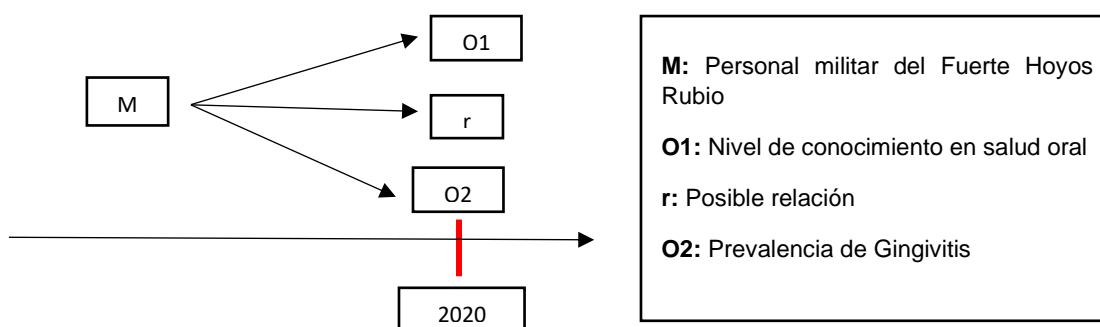 O1
M
r
O2
2020
M: Personal militar del Fuerte Hoyos
Rubio
O1: Nivel de conocimiento en salud oral
r: Posible relación
O2: Prevalencia de Gingivitis